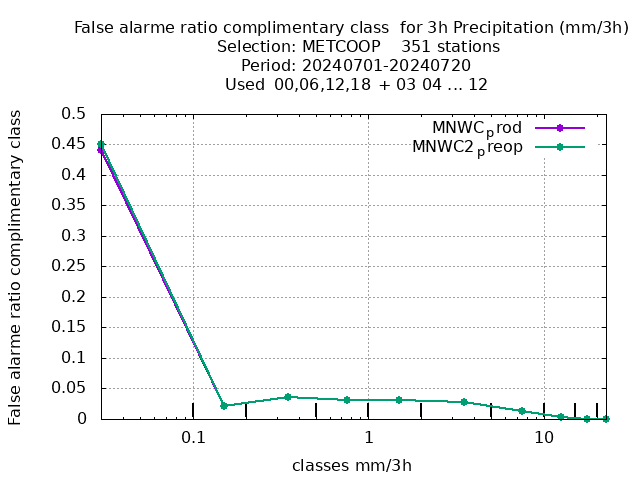 False alarme ratio complimentary class  for 3h Precipitation (mm/3h)
Selection: METCOOP    351 stations
Period: 20240701-20240720
Used  00,06,12,18 + 03 04 ... 12
False alarme ratio complimentary class
0.5
0.45
0.4
0.35
0.3
0.25
0.2
0.15
0.1
0.05
0
MNWCprod
MNWC2preop
0.1
1
10
classes mm/3h